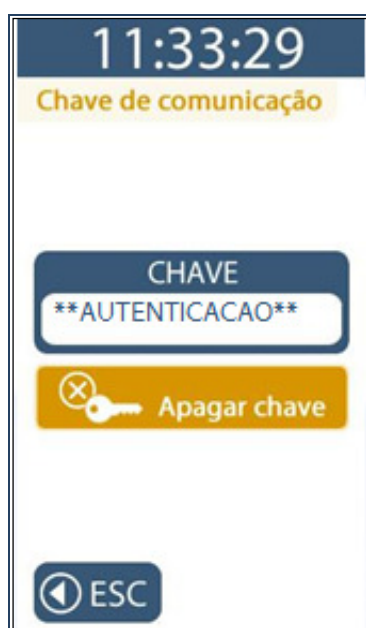 11:33:29
Chave de comunicação
CHAVE
**AUTENTICACAO**
Apagar chave
ESC